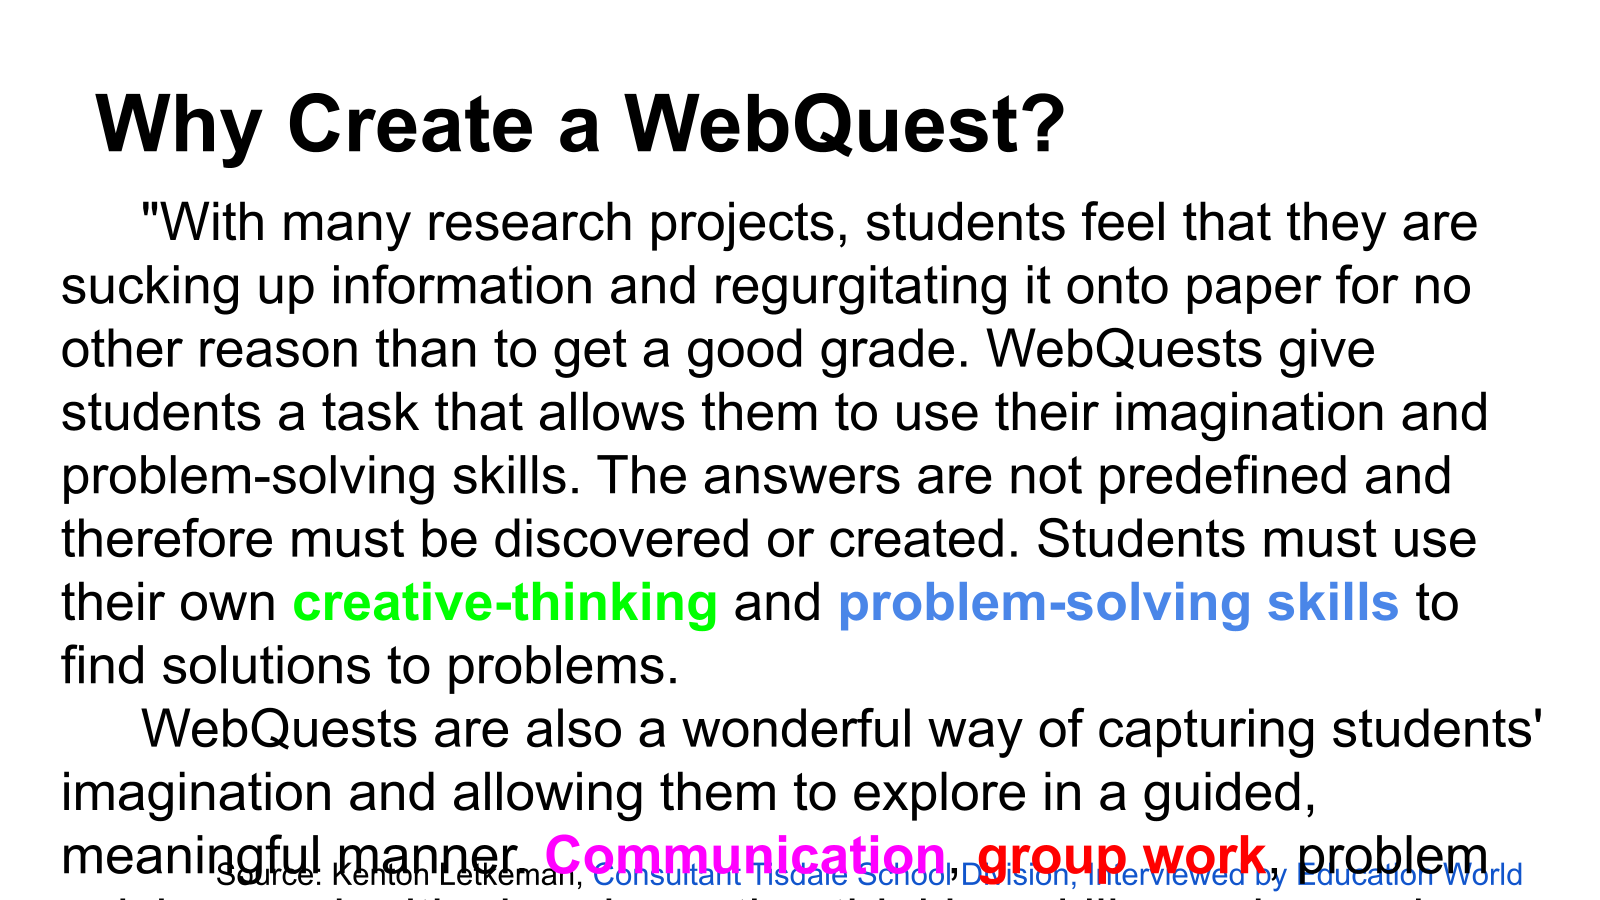 Why Create a WebQuest?
"With many research projects, students feel that they are
sucking up information and regurgitating it onto paper for no
other reason than to get a good grade. WebQuests give
students a task that allows them to use their imagination and
problem-solving skills. The answers are not predefined and
therefore must be discovered or created. Students must use
their own creative-thinking and problem-solving skills to
find solutions to problems.
WebQuests are also a wonderful way of capturing students'
imagination and allowing them to explore in a guided,
meaningful manner. Communication, group work, problem
Source: Kenton Letkeman, Consultant Tisdale School Division, Interviewed by Education World